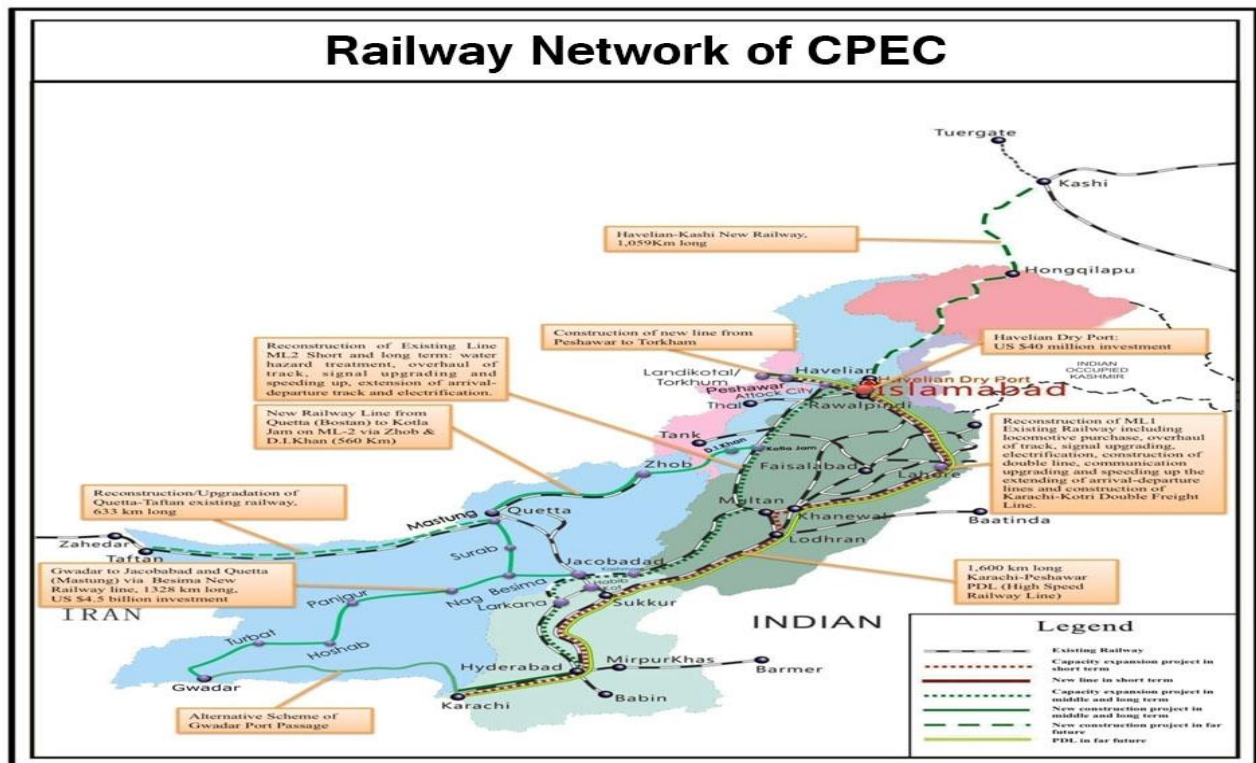 Railway Network of CPEC
Tuergate
Kashi
Havelian-Kashi New Railway,
1,059Km long
Hongqilapu
Reconstruction of Existing Line
ML2 Short and long term: water
hazard treatment, overhaul of
track, signal upgrading and
speeding up, extension of arrival-
departure track and electrification.
Construction of new line from
Peshawar to Torkham
Havelian Dry Port:
US $40 million investment
INDIAN
OCCUPIED
KASHMIR
Landikotal/
Torkhum
Havelian
Havelian Dry Port
Peshawar
Attock City
Islamabad
Rawalpindi
Thal
New Railway Line from
Quetta (Bostan) to Kotla
Jam on ML-2 via Zhob &
D.I.Khan (560 Km)
Tank
D.I.Khan
Kotla Jam
Zhob
Faisalabad
Lahore
Reconstruction of ML1
Existing Railway including
locomotive purchase, overhaul
of track, signal upgrading,
electrification, construction of
double line, communication
upgrading and speeding up the
extending of arrival-departure
lines and construction of
Karachi-Kotri Double Freight
Line.
Reconstruction/Upgradation of
Quetta-Taftan existing railway,
633 km long
Mastung
Quetta
Multan
Khanewal
Baatinda
Lodhran
Zahedar
Taftan
Surab
Gwadar to Jacobabad and Quetta
(Mastung) via Besima New
Railway line, 1328 km long,
US $4.5 billion investment
Jacobadad
Kashmore
Habib
Kot
Besima
Nag
Larkana
Sukkur
1,600 km long
Karachi-Peshawar
PDL (High Speed
Railway Line)
IRAN
Panjgur
INDIAN
Turbat
Hoshab
Gwadar
Hyderabad
MirpurKhas
Barmer
Babin
Karachi
Alternative Scheme of
Gwadar Port Passage
Legend
Existing Railway
Capacity expansion project in
short term
New line in short term
Capacity expansion project in
middle and long term
New construction project in
middle and long term
New construction project in far
future
PDL in far future